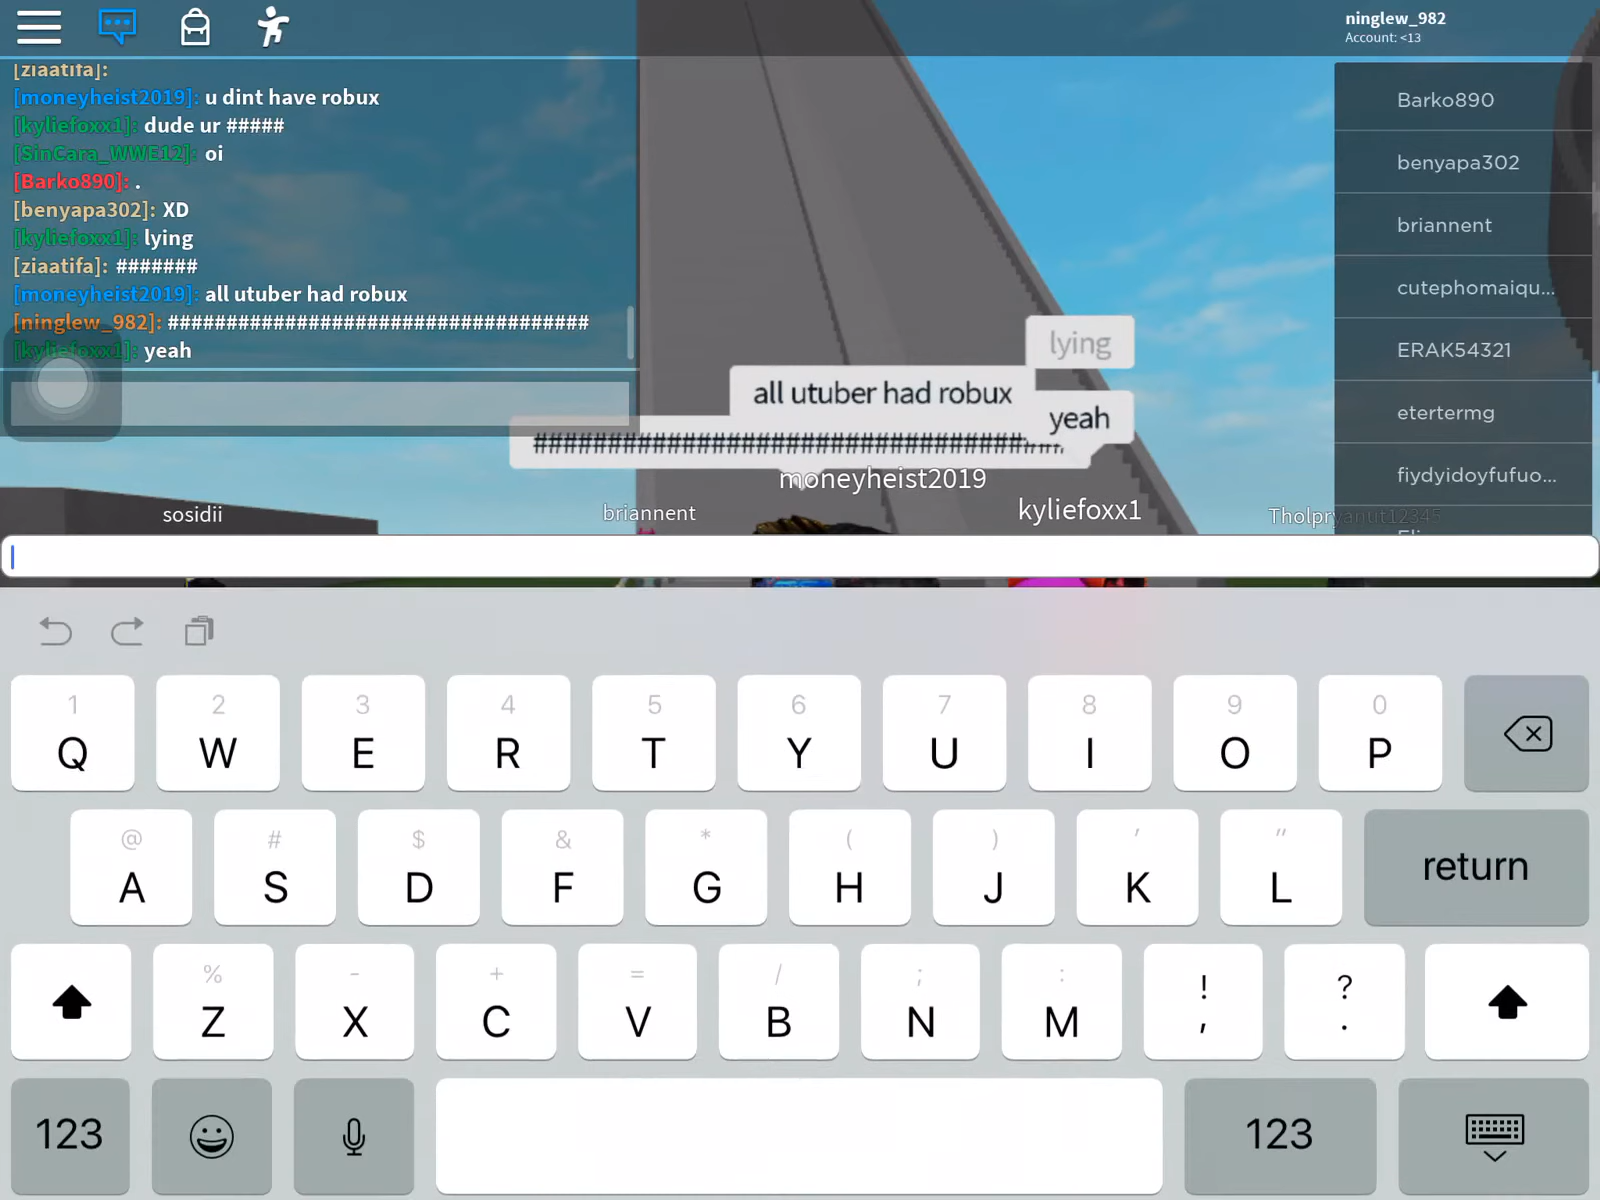 ninglew_982
Account: <13
[ziaatifa]:
[moneyheist2019]: u dint have robux
[kyliefoxx1]: dude ur #####
[SinCara_WWE12]: oi
[Barko890]: .
[benyapa302]: XD
[kyliefoxx1]: lying
[ziaatifa]: #######
[moneyheist2019]: all utuber had robux
[ninglew_982]: ####################################
[kyliefoxx1]: yeah
Barko890
benyapa302
briannent
cutephomaiqu...
ERAK54321
etertermg
fiydyidoyfufuo...
lying
all utuber had robux
yeah
####################################
moneyheist2019
kyliefoxx1
sosidii
briannent
Tholpryanut12345
1 2 3 4 5 6 7 8 9 0
Q W E R T Y U I O P
@ # $ & * ( ) ' "
A S D F G H J K L return
% - + = / ; : ! ?
Z X C V B N M , .
123 123